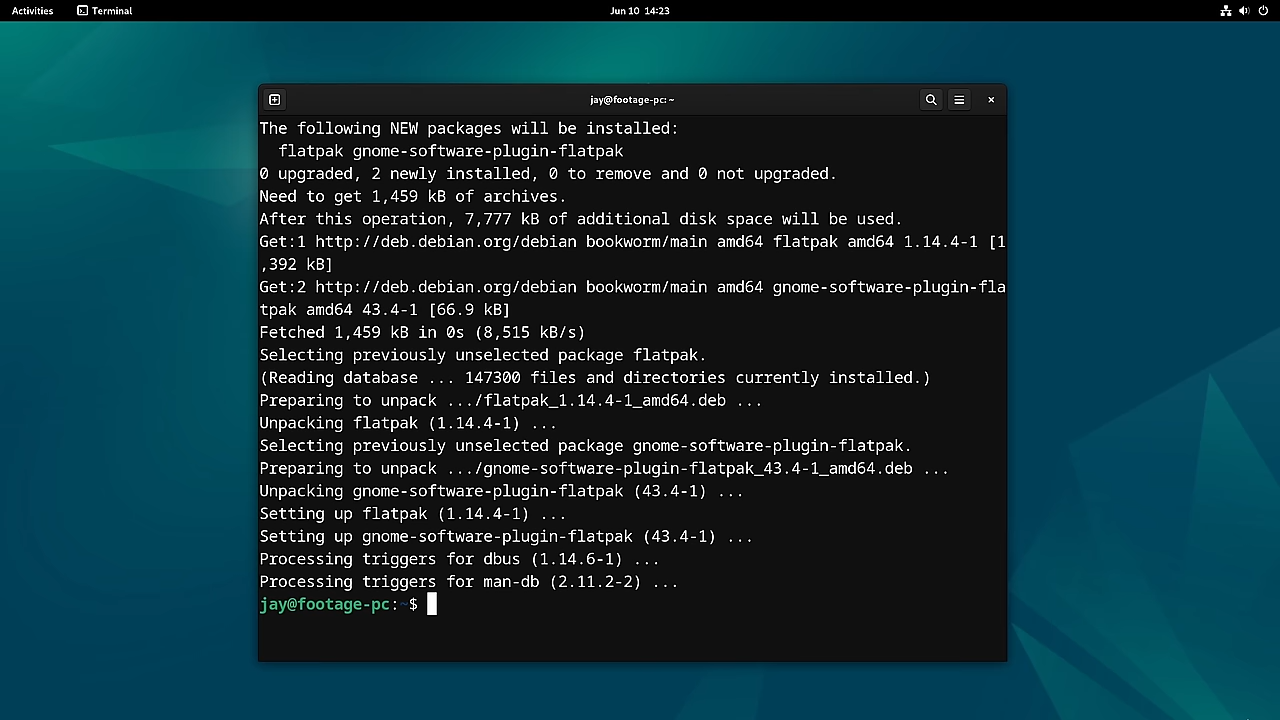 Activities Terminal Jun 10 14:23
jay@footage-pc: ~
The following NEW packages will be installed:
  flatpak gnome-software-plugin-flatpak
0 upgraded, 2 newly installed, 0 to remove and 0 not upgraded.
Need to get 1,459 kB of archives.
After this operation, 7,777 kB of additional disk space will be used.
Get:1 http://deb.debian.org/debian bookworm/main amd64 flatpak amd64 1.14.4-1 [1
,392 kB]
Get:2 http://deb.debian.org/debian bookworm/main amd64 gnome-software-plugin-fla
tpak amd64 43.4-1 [66.9 kB]
Fetched 1,459 kB in 0s (8,515 kB/s)
Selecting previously unselected package flatpak.
(Reading database ... 147300 files and directories currently installed.)
Preparing to unpack .../flatpak_1.14.4-1_amd64.deb ...
Unpacking flatpak (1.14.4-1) ...
Selecting previously unselected package gnome-software-plugin-flatpak.
Preparing to unpack .../gnome-software-plugin-flatpak_43.4-1_amd64.deb ...
Unpacking gnome-software-plugin-flatpak (43.4-1) ...
Setting up flatpak (1.14.4-1) ...
Setting up gnome-software-plugin-flatpak (43.4-1) ...
Processing triggers for dbus (1.14.6-1) ...
Processing triggers for man-db (2.11.2-2) ...
jay@footage-pc:~$